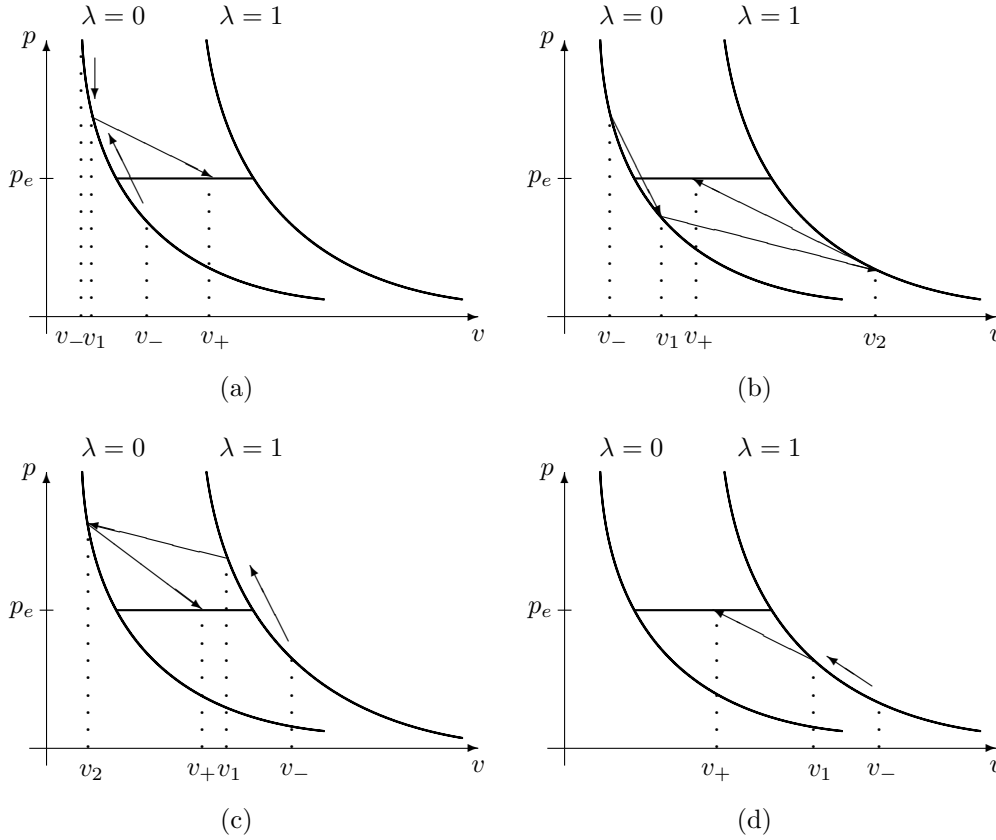 λ = 0 λ = 1
p
p_e
v_− v_1 v_− v_+ v
(a)
λ = 0 λ = 1
p
p_e
v_− v_1 v_+ v_2 v
(b)
λ = 0 λ = 1
p
p_e
v_2 v_+ v_1 v_− v
(c)
λ = 0 λ = 1
p
p_e
v_+ v_1 v_− v
(d)